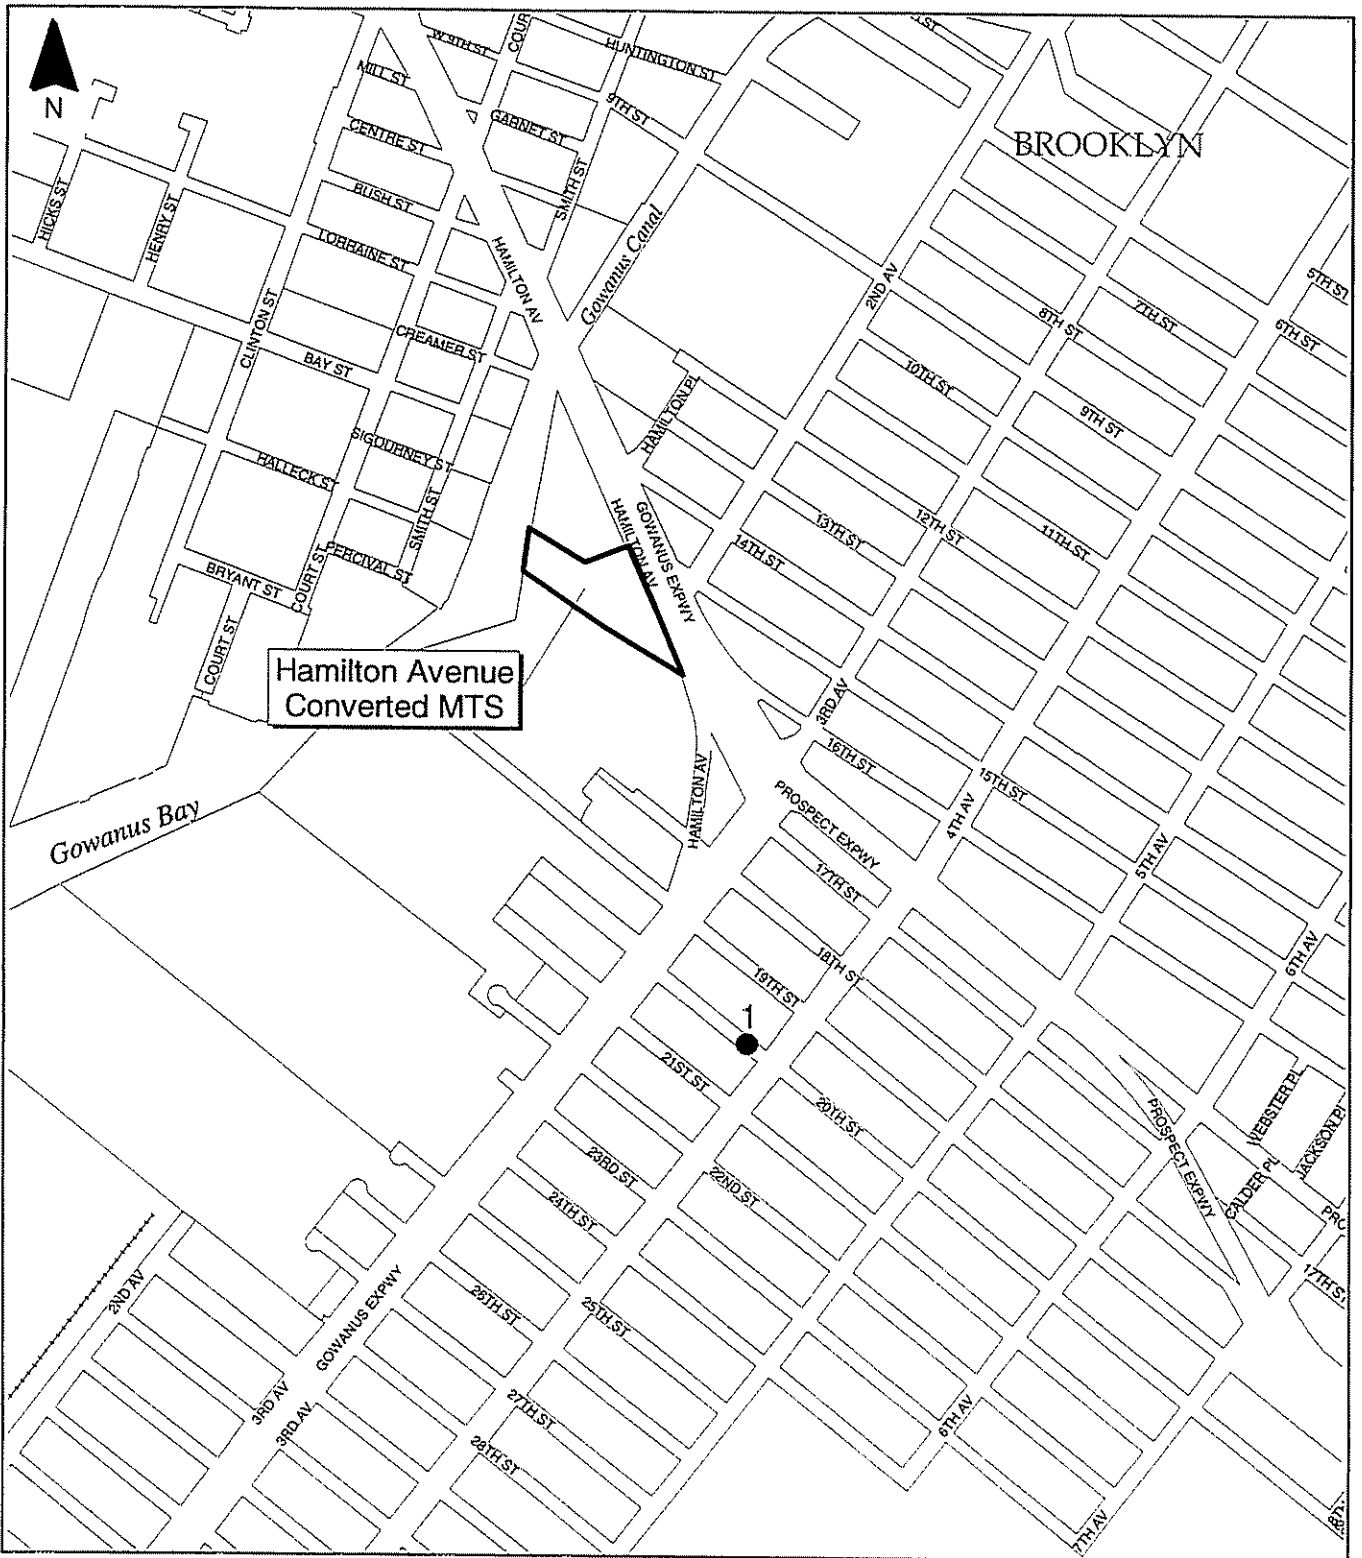 N
BROOKLYN
W 9TH ST
COUR
HUNTINGTON ST
MILL ST
9TH ST
GARNET ST
CENTRE ST
SMITH ST
BUSH ST
HICKS ST
HENRY ST
LORRAINE ST
HAMILTON AV
Gowanus Canal
2ND AV
5TH ST
7TH ST
6TH ST
8TH ST
CLINTON ST
CREAMER ST
BAY ST
10TH ST
HAMILTON PL
9TH ST
SIGOURNEY ST
HALLECK ST
SMITH ST
HAMILTON AV
GOWANUS EXPWY
13TH ST
12TH ST
11TH ST
14TH ST
PERCIVAL ST
BRYANT ST
COURT ST
COURT ST
Hamilton Avenue
Converted MTS
3RD AV
16TH ST
15TH ST
HAMILTON AV
PROSPECT EXPWY
4TH AV
5TH AV
Gowanus Bay
17TH ST
6TH AV
18TH ST
19TH ST
1
21ST ST
20TH ST
WEBSTER PL
JACKSON PL
PROSPECT EXPWY
CALDER PL
23RD ST
22ND ST
24TH ST
PRO
17TH ST
2ND AV
GOWANUS EXPWY
26TH ST
25TH ST
3RD AV
3RD AV
27TH ST
28TH ST
6TH AV
7TH AV